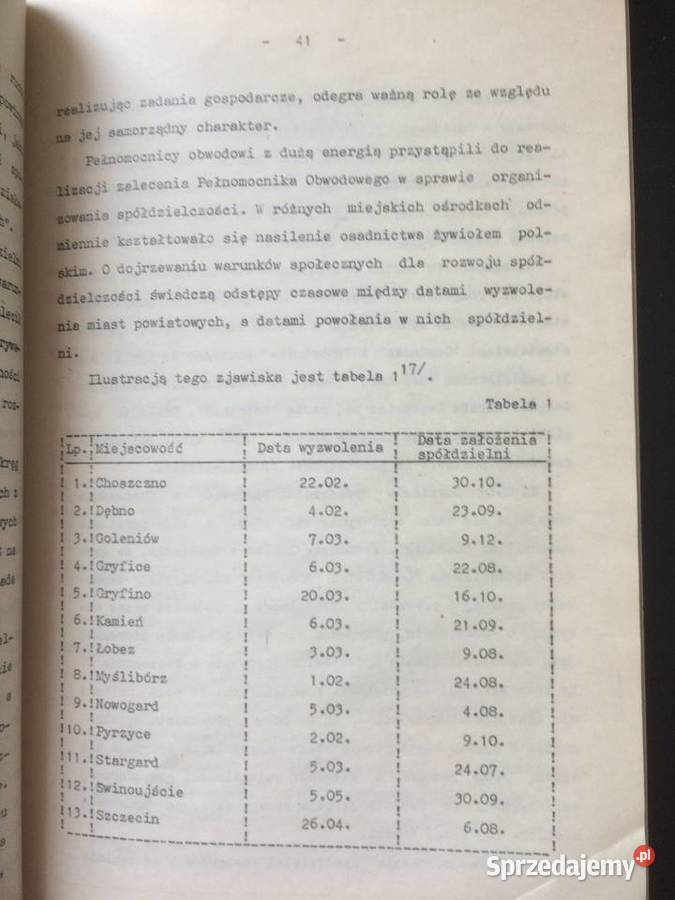 - 41 -
realizując zadania gospodarcze, odegra ważną rolę ze względu
na jej samorządny charakter.
Pełnomocnicy obwodowi z dużą energią przystąpili do rea-
lizacji zalecenia Pełnomocnika Obwodowego w sprawie organi-
zowania spółdzielczości. W różnych miejskich ośrodkach od-
miennie kształtowało się nasilenie osadnictwa żywiołem pol-
skim. O dojrzewaniu warunków społecznych dla rozwoju spół-
dzielczości świadczą odstępy czasowe między datami wyzwole-
nia miast powiatowych, a datami powołania w nich spółdziel-
ni.
Ilustracją tego zjawiska jest tabela 1 17/.
Tabela 1
Lp. Miejscowość Data wyzwolenia Data założenia spółdzielni
1. Choszczno 22.02. 30.10.
2. Dębno 4.02. 23.09.
3. Goleniów 7.03. 9.12.
4. Gryfice 6.03. 22.08.
5. Gryfino 20.03. 16.10.
6. Kamień 6.03. 21.09.
7. Łobez 3.03. 9.08.
8. Myślibórz 1.02. 24.08.
9. Nowogard 5.03. 4.08.
10. Pyrzyce 2.02. 9.10.
11. Stargard 5.03. 24.07.
12. Swinoujście 5.05. 30.09.
13. Szczecin 26.04. 6.08.
Sprzedajemy.pl